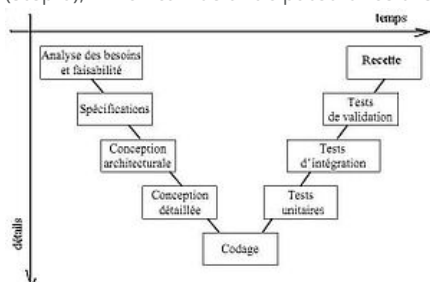 temps
Analyse des besoins
et faisabilité
Recette
Spécifications
Tests
de validation
Conception
architecturale
Tests
d'intégration
Conception
détaillée
Tests
unitaires
Codage
détails